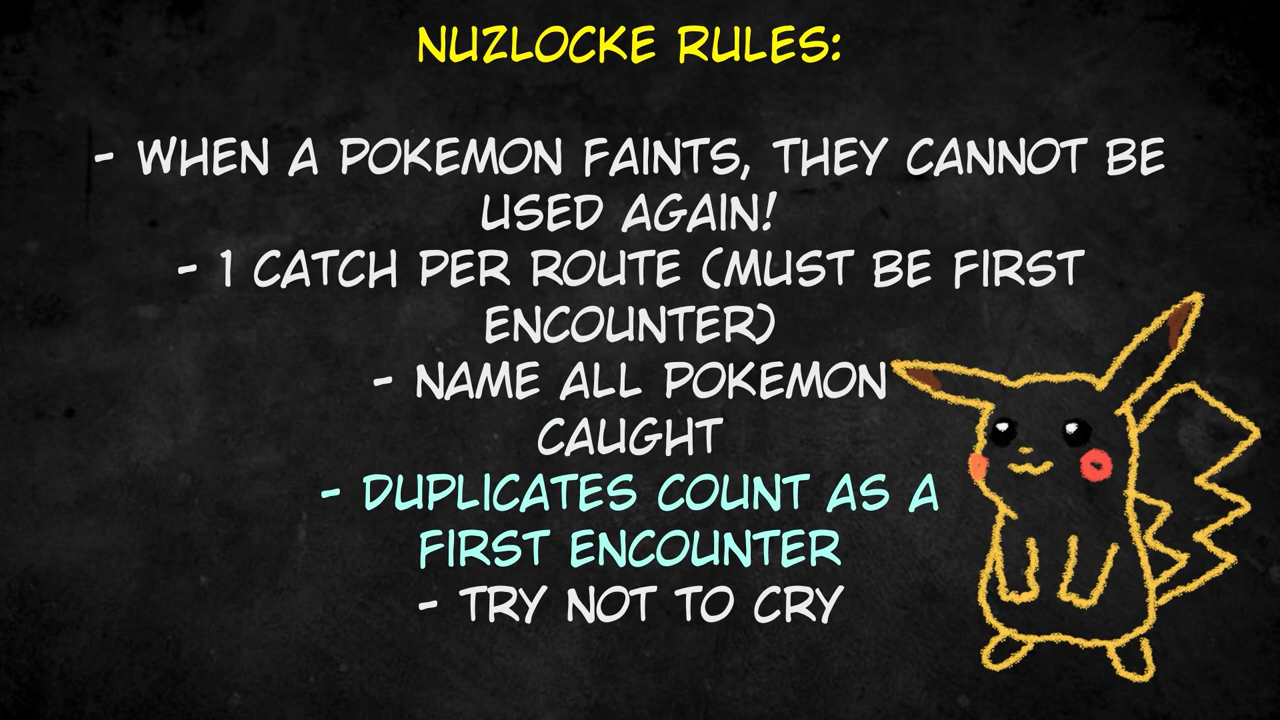 NUZLOCKE RULES:
- WHEN A POKEMON FAINTS, THEY CANNOT BE
USED AGAIN!
- 1 CATCH PER ROUTE (MUST BE FIRST
ENCOUNTER)
- NAME ALL POKEMON
CAUGHT
- DUPLICATES COUNT AS A
FIRST ENCOUNTER
- TRY NOT TO CRY